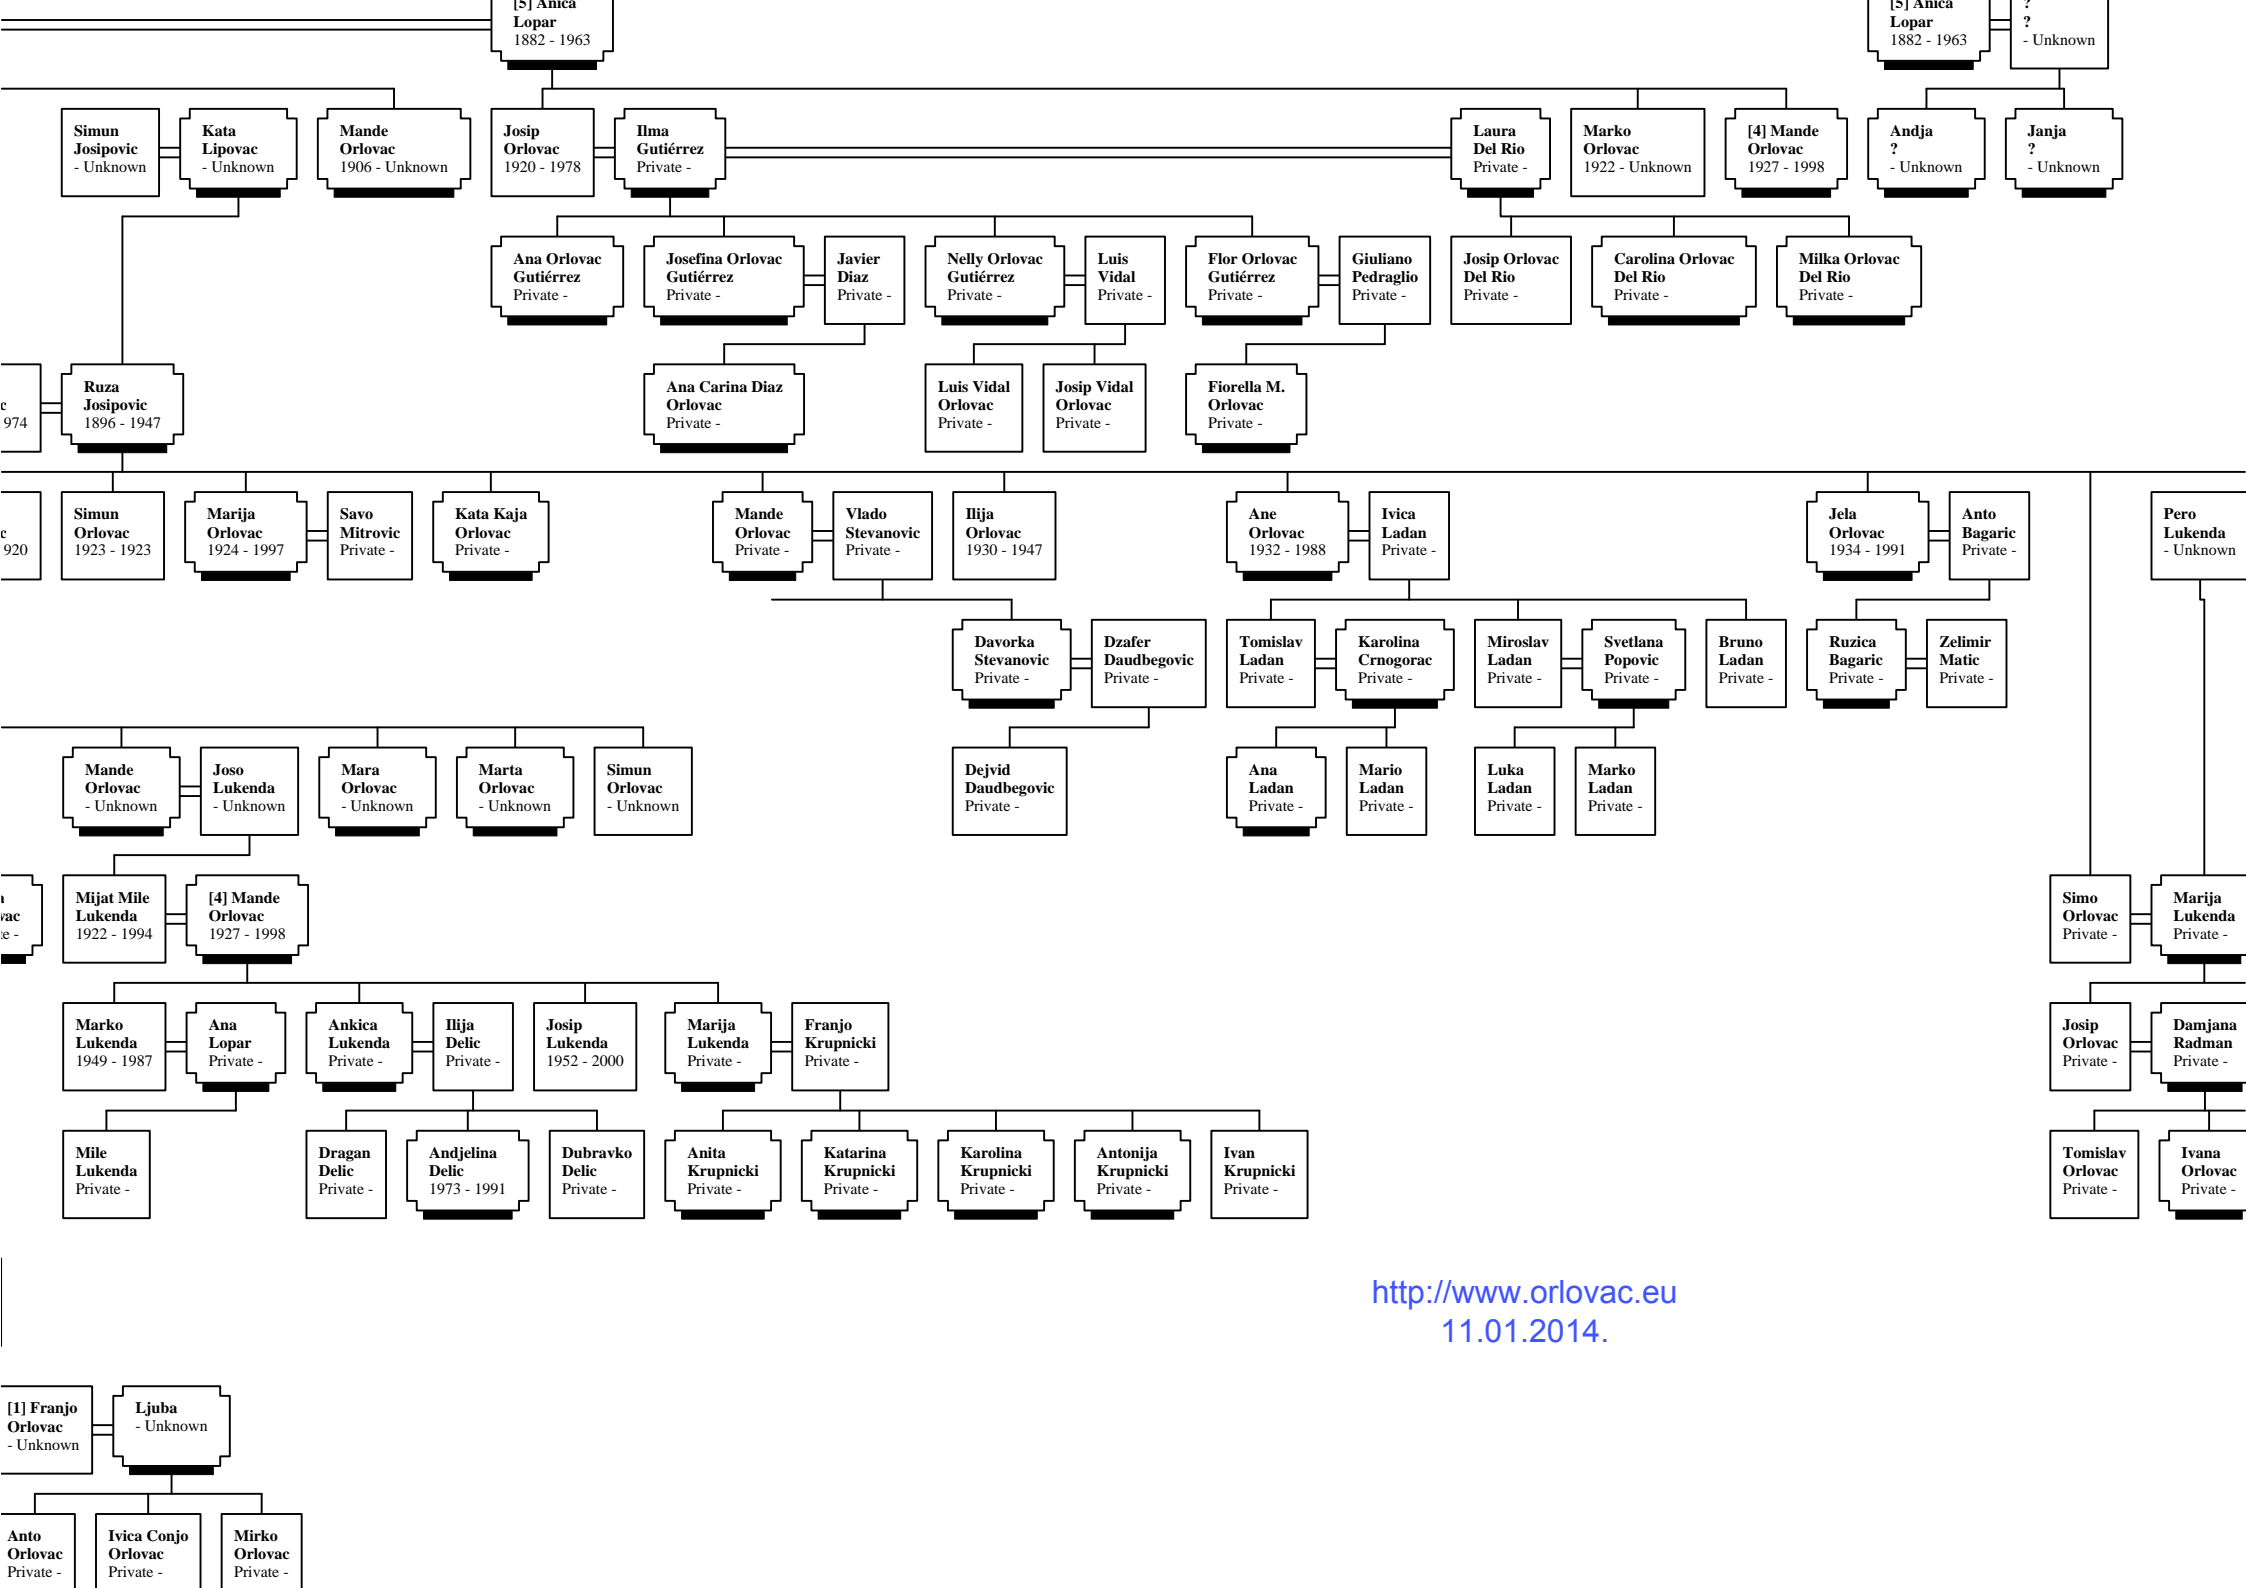 [5] Anica
Lopar
1882 - 1963
[5] Anica
Lopar
1882 - 1963
?
?
- Unknown
Simun
Josipovic
- Unknown
Kata
Lipovac
- Unknown
Mande
Orlovac
1906 - Unknown
Josip
Orlovac
1920 - 1978
Ilma
Gutiérrez
Private -
Laura
Del Rio
Private -
Marko
Orlovac
1922 - Unknown
[4] Mande
Orlovac
1927 - 1998
Andja
?
- Unknown
Janja
?
- Unknown
Ana Orlovac
Gutiérrez
Private -
Josefina Orlovac
Gutiérrez
Private -
Javier
Diaz
Private -
Nelly Orlovac
Gutiérrez
Private -
Luis
Vidal
Private -
Flor Orlovac
Gutiérrez
Private -
Giuliano
Pedraglio
Private -
Josip Orlovac
Del Rio
Private -
Carolina Orlovac
Del Rio
Private -
Milka Orlovac
Del Rio
Private -
c
974
Ruza
Josipovic
1896 - 1947
Ana Carina Diaz
Orlovac
Private -
Luis Vidal
Orlovac
Private -
Josip Vidal
Orlovac
Private -
Fiorella M.
Orlovac
Private -
c
920
Simun
Orlovac
1923 - 1923
Marija
Orlovac
1924 - 1997
Savo
Mitrovic
Private -
Kata Kaja
Orlovac
Private -
Mande
Orlovac
Private -
Vlado
Stevanovic
Private -
Ilija
Orlovac
1930 - 1947
Ane
Orlovac
1932 - 1988
Ivica
Ladan
Private -
Jela
Orlovac
1934 - 1991
Anto
Bagaric
Private -
Pero
Lukenda
- Unknown
Davorka
Stevanovic
Private -
Dzafer
Daudbegovic
Private -
Tomislav
Ladan
Private -
Karolina
Crnogorac
Private -
Miroslav
Ladan
Private -
Svetlana
Popovic
Private -
Bruno
Ladan
Private -
Ruzica
Bagaric
Private -
Zelimir
Matic
Private -
Mande
Orlovac
- Unknown
Joso
Lukenda
- Unknown
Mara
Orlovac
- Unknown
Marta
Orlovac
- Unknown
Simun
Orlovac
- Unknown
Dejvid
Daudbegovic
Private -
Ana
Ladan
Private -
Mario
Ladan
Private -
Luka
Ladan
Private -
Marko
Ladan
Private -
vac
te -
Mijat Mile
Lukenda
1922 - 1994
[4] Mande
Orlovac
1927 - 1998
Simo
Orlovac
Private -
Marija
Lukenda
Private -
Marko
Lukenda
1949 - 1987
Ana
Lopar
Private -
Ankica
Lukenda
Private -
Ilija
Delic
Private -
Josip
Lukenda
1952 - 2000
Marija
Lukenda
Private -
Franjo
Krupnicki
Private -
Josip
Orlovac
Private -
Damjana
Radman
Private -
Mile
Lukenda
Private -
Dragan
Delic
Private -
Andjelina
Delic
1973 - 1991
Dubravko
Delic
Private -
Anita
Krupnicki
Private -
Katarina
Krupnicki
Private -
Karolina
Krupnicki
Private -
Antonija
Krupnicki
Private -
Ivan
Krupnicki
Private -
Tomislav
Orlovac
Private -
Ivana
Orlovac
Private -
http://www.orlovac.eu
11.01.2014.
[1] Franjo
Orlovac
- Unknown
Ljuba
- Unknown
Anto
Orlovac
Private -
Ivica Conjo
Orlovac
Private -
Mirko
Orlovac
Private -